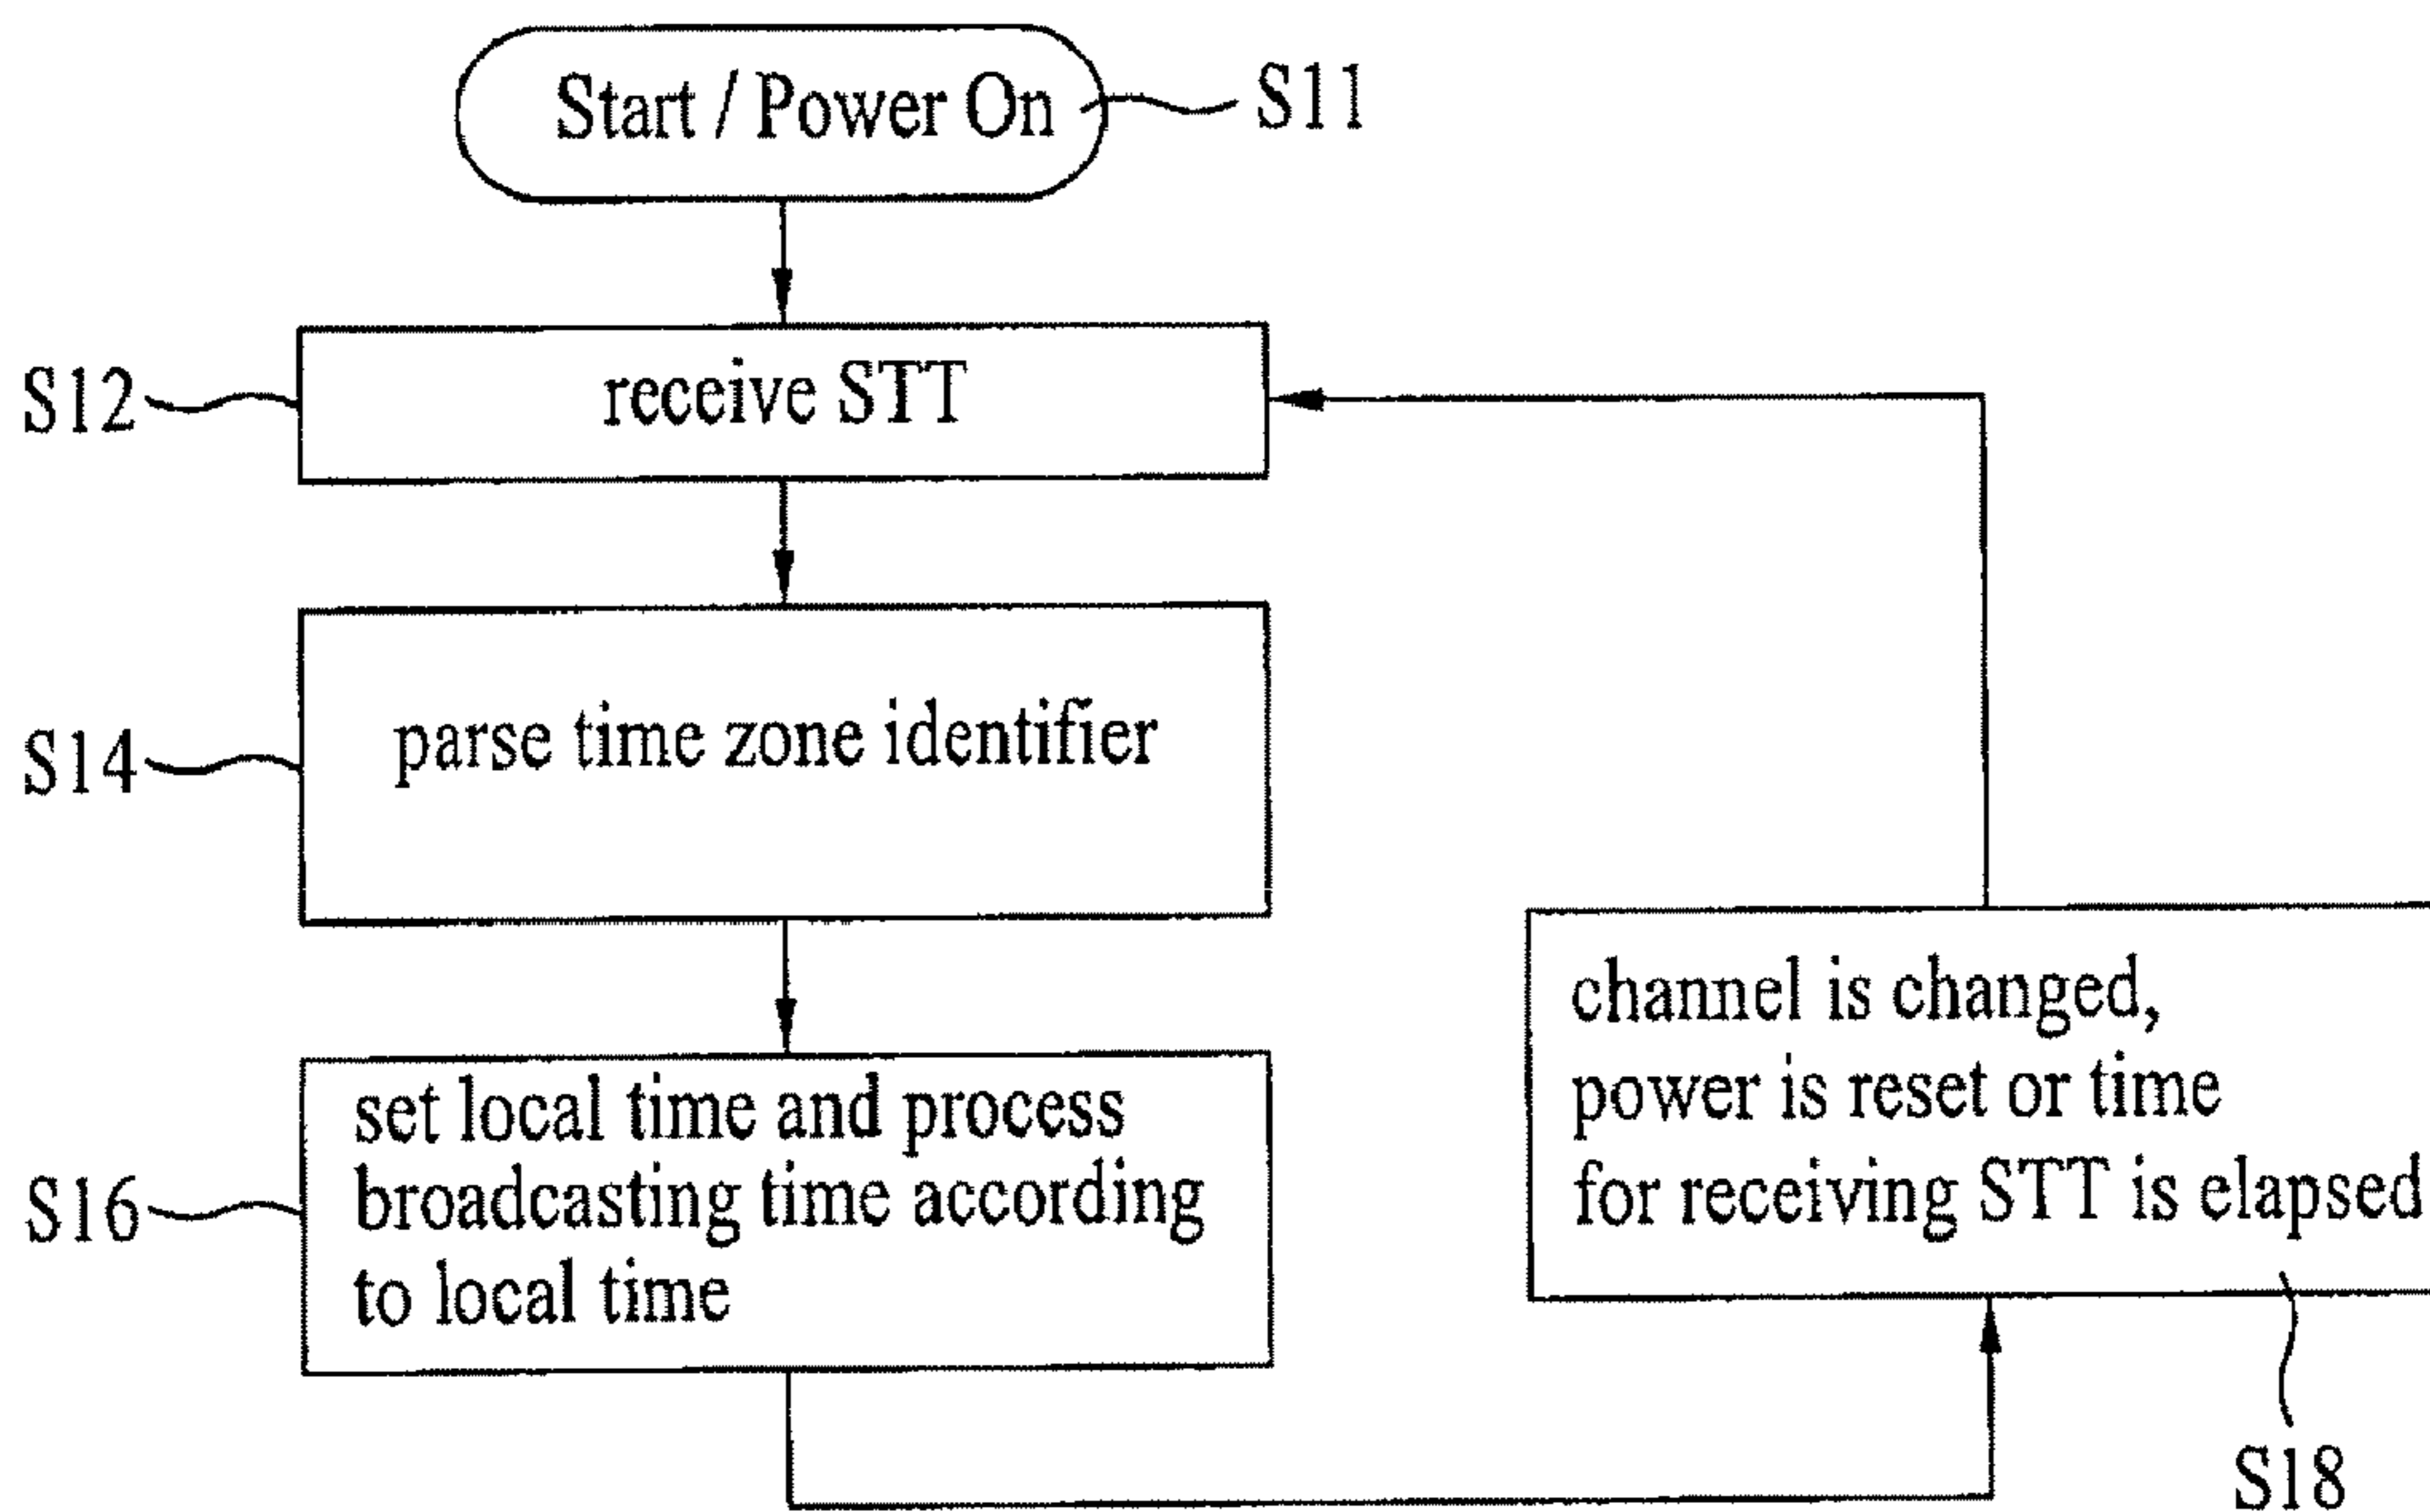 Start / Power On
S11
S12
receive STT
S14
parse time zone identifier
S16
set local time and process
broadcasting time according
to local time
channel is changed,
power is reset or time
for receiving STT is elapsed
S18